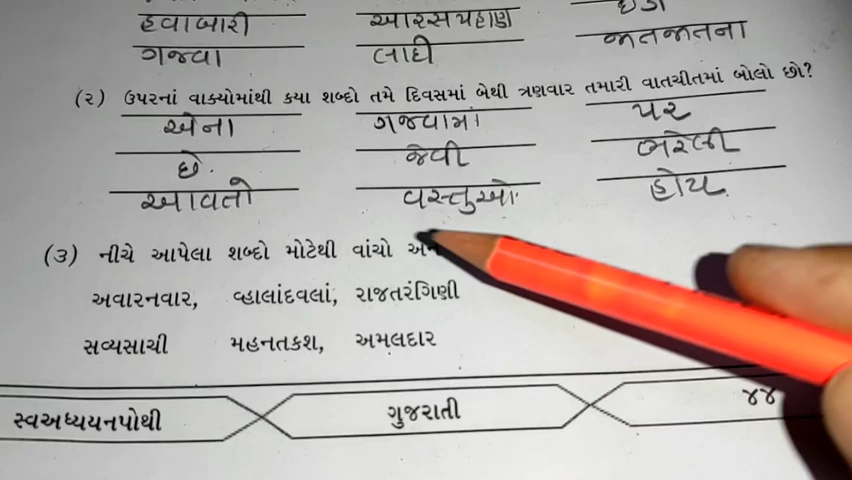 હવાબારી આરસપહાણ
ગજવા લાદી જાતજાતના
(૨) ઉપરનાં વાક્યોમાંથી કયા શબ્દો તમે દિવસમાં બેથી ત્રણવાર તમારી વાતચીતમાં બોલો છો?
એના ગજવામાં પર
છે. જેવી ભરેલી
આવતો વસ્તુઓ હોય
(૩) નીચે આપેલા શબ્દો મોટેથી વાંચો
અવારનવાર, વ્હાલાંદવલાં, રાજતરંગિણી
સવ્યસાચી મહનતકશ, અમલદાર
સ્વઅધ્યયનપોથી ગુજરાતી ૪૪